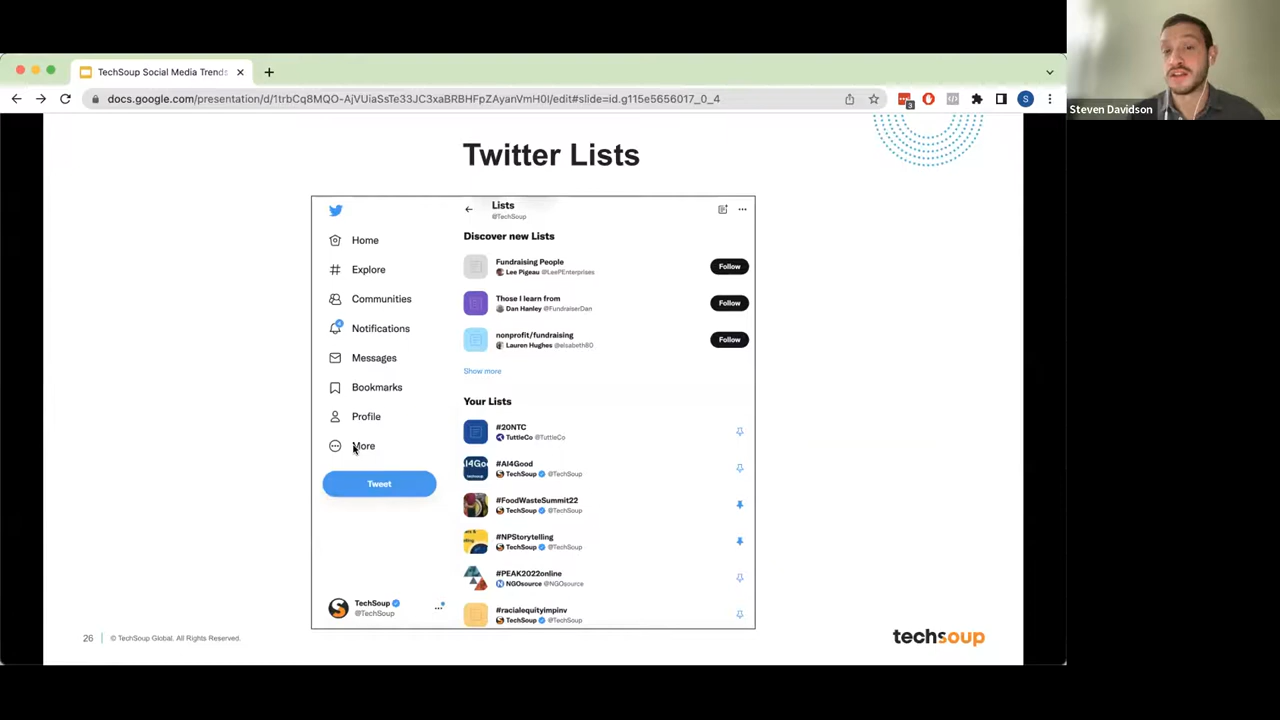 TechSoup Social Media Trends
docs.google.com/presentation/d/1trbCq8MQO-AjVUiaSsTe33JC3xaBRBHFpZAyanVmH0I/edit#slide=id.g115e5656017_0_4
3
S
Steven Davidson
Twitter Lists
Home
Explore
Communities
4
Notifications
Messages
Bookmarks
Profile
More
Tweet
TechSoup
@TechSoup
Lists
@TechSoup
Discover new Lists
Fundraising People
Lee Pigeau @LeePEnterprises
Follow
Those I learn from
Dan Hanley @FundraiserDan
Follow
nonprofit/fundraising
Lauren Hughes @elsabeth80
Follow
Show more
Your Lists
#20NTC
TuttleCo @TuttleCo
#AI4Good
TechSoup @TechSoup
#FoodWasteSummit22
TechSoup @TechSoup
#NPStorytelling
TechSoup @TechSoup
#PEAK2022online
NGOsource @NGOsource
#racialequityimpinv
TechSoup @TechSoup
26 | © TechSoup Global. All Rights Reserved.
techsoup